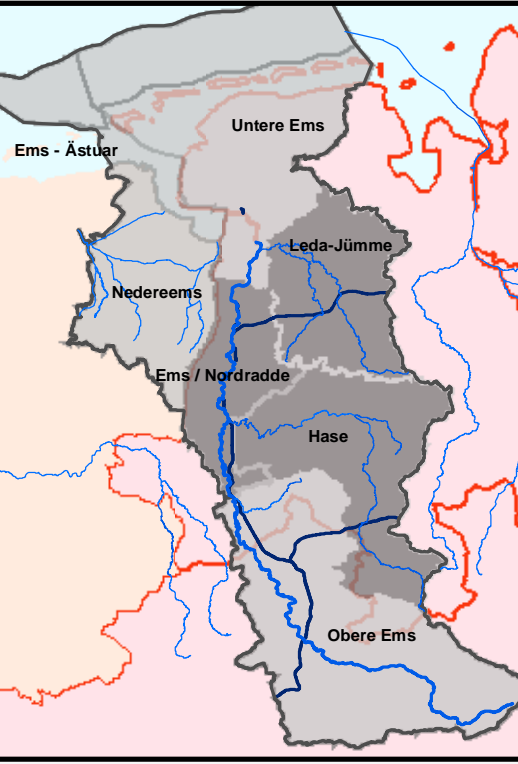 Untere Ems
Ems - Ästuar
Leda-Jümme
Nedereems
Ems / Nordradde
Hase
Obere Ems